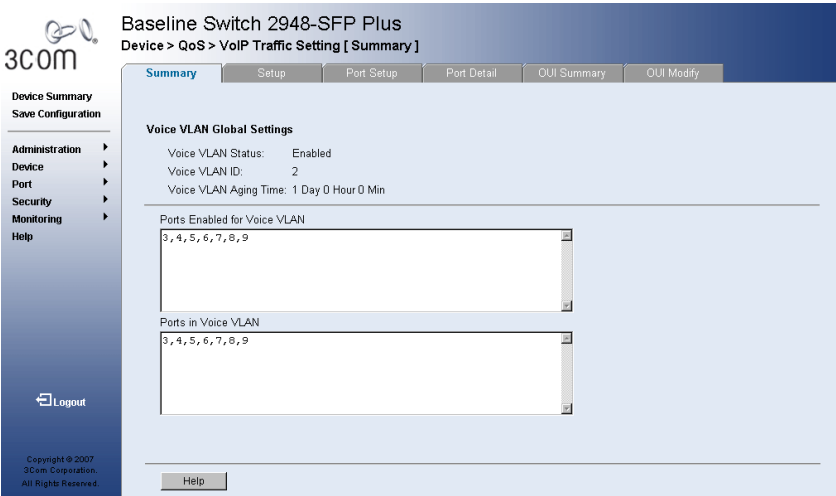 3COM
Baseline Switch 2948-SFP Plus
Device > QoS > VoIP Traffic Setting [ Summary ]
Summary Setup Port Setup Port Detail OUI Summary OUI Modify
Device Summary
Save Configuration
Administration
Device
Port
Security
Monitoring
Help
Logout
Copyright © 2007
3Com Corporation.
All Rights Reserved.
Voice VLAN Global Settings
Voice VLAN Status: Enabled
Voice VLAN ID: 2
Voice VLAN Aging Time: 1 Day 0 Hour 0 Min
Ports Enabled for Voice VLAN
3,4,5,6,7,8,9
Ports in Voice VLAN
3,4,5,6,7,8,9
Help